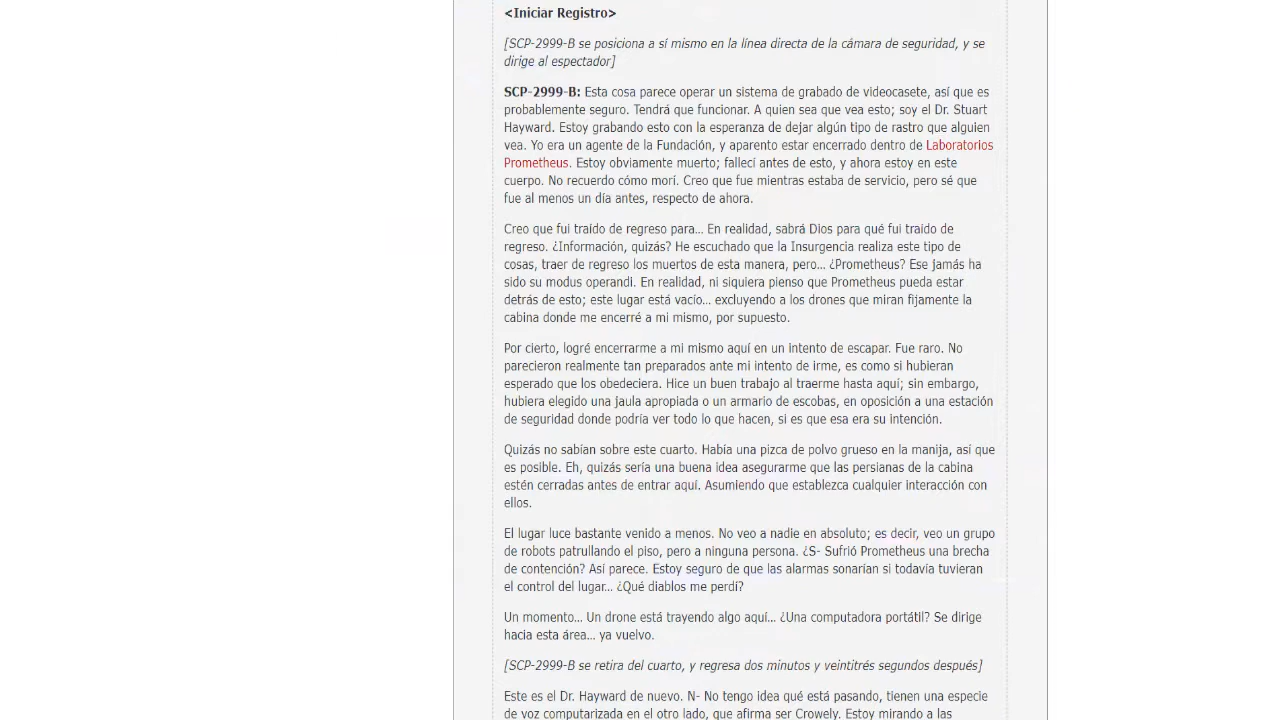 <Iniciar Registro>
[SCP-2999-B se posiciona a sí mismo en la línea directa de la cámara de seguridad, y se
dirige al espectador]
SCP-2999-B: Esta cosa parece operar un sistema de grabado de videocasete, así que es
probablemente seguro. Tendrá que funcionar. A quien sea que vea esto; soy el Dr. Stuart
Hayward. Estoy grabando esto con la esperanza de dejar algún tipo de rastro que alguien
vea. Yo era un agente de la Fundación, y aparento estar encerrado dentro de Laboratorios
Prometheus. Estoy obviamente muerto; fallecí antes de esto, y ahora estoy en este
cuerpo. No recuerdo cómo morí. Creo que fue mientras estaba de servicio, pero sé que
fue al menos un día antes, respecto de ahora.
Creo que fui traído de regreso para... En realidad, sabrá Dios para qué fui traído de
regreso. ¿Información, quizás? He escuchado que la Insurgencia realiza este tipo de
cosas, traer de regreso los muertos de esta manera, pero... ¿Prometheus? Ese jamás ha
sido su modus operandi. En realidad, ni siquiera pienso que Prometheus pueda estar
detrás de esto; este lugar está vacío... excluyendo a los drones que miran fijamente la
cabina donde me encerré a mi mismo, por supuesto.
Por cierto, logré encerrarme a mi mismo aquí en un intento de escapar. Fue raro. No
parecieron realmente tan preparados ante mi intento de irme, es como si hubieran
esperado que los obedeciera. Hice un buen trabajo al traerme hasta aquí; sin embargo,
hubiera elegido una jaula apropiada o un armario de escobas, en oposición a una estación
de seguridad donde podría ver todo lo que hacen, si es que esa era su intención.
Quizás no sabían sobre este cuarto. Había una pizca de polvo grueso en la manija, así que
es posible. Eh, quizás sería una buena idea asegurarme que las persianas de la cabina
estén cerradas antes de entrar aquí. Asumiendo que establezca cualquier interacción con
ellos.
El lugar luce bastante venido a menos. No veo a nadie en absoluto; es decir, veo un grupo
de robots patrullando el piso, pero a ninguna persona. ¿S- Sufrió Prometheus una brecha
de contención? Así parece. Estoy seguro de que las alarmas sonarían si todavía tuvieran
el control del lugar... ¿Qué diablos me perdí?
Un momento... Un drone está trayendo algo aquí... ¿Una computadora portátil? Se dirige
hacia esta área... ya vuelvo.
[SCP-2999-B se retira del cuarto, y regresa dos minutos y veintitrés segundos después]
Este es el Dr. Hayward de nuevo. N- No tengo idea qué está pasando, tienen una especie
de voz computarizada en el otro lado, que afirma ser Crowely. Estoy mirando a las